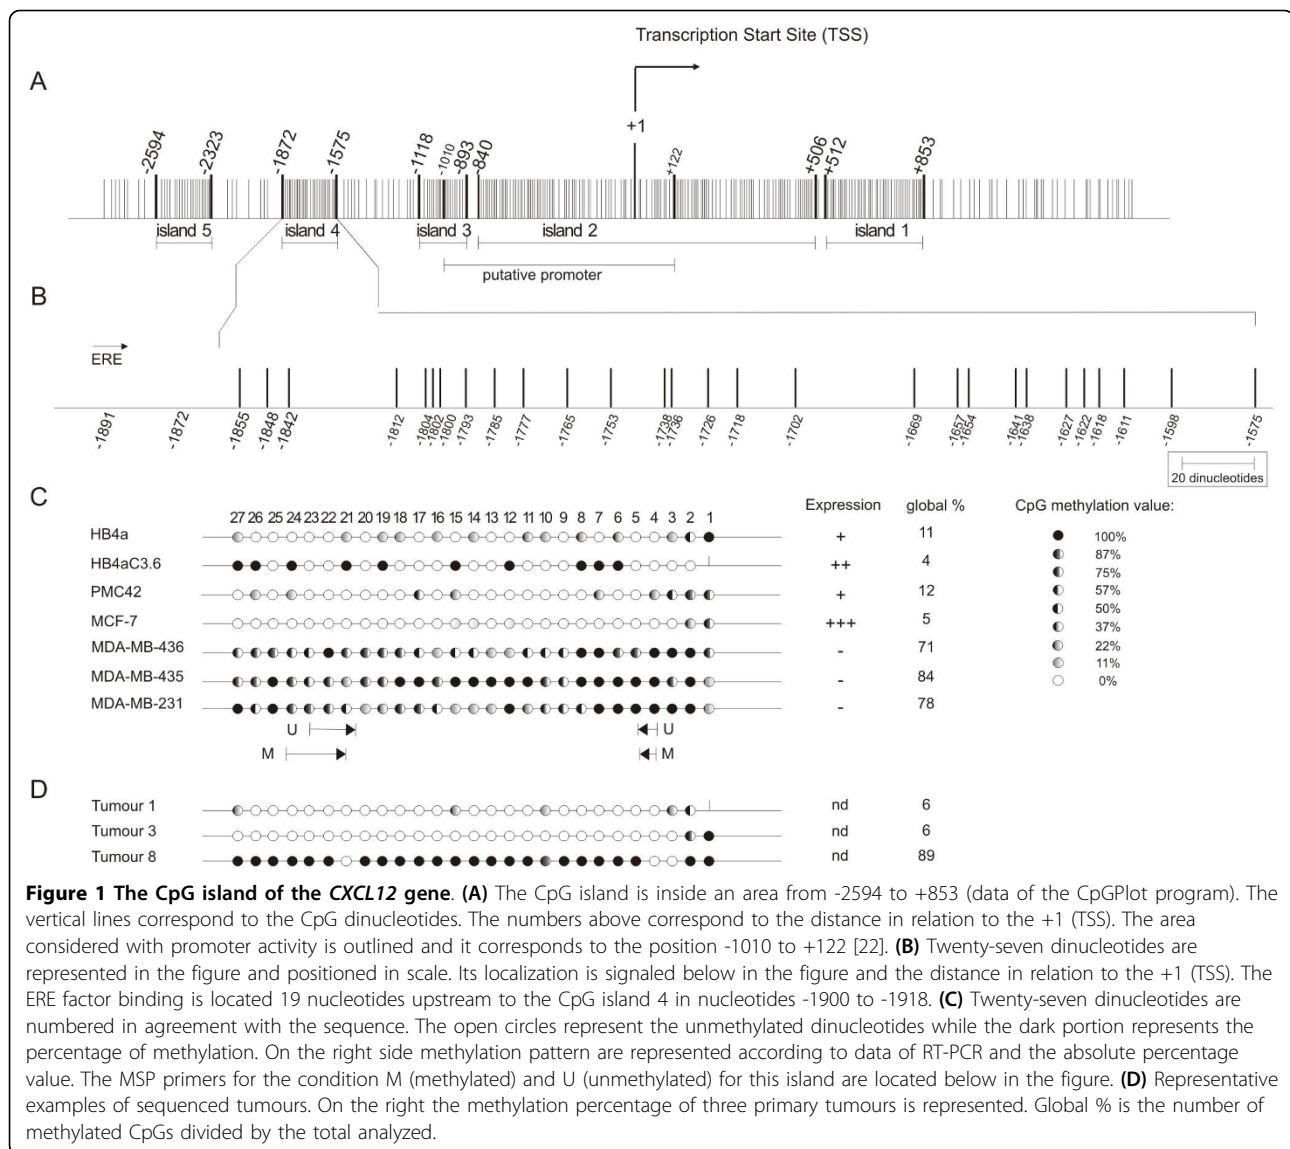 Transcription Start Site (TSS)
A
+1
-2594 -2323 -1872 -1575 -1118 -1010 -893 -840 +122 +506 +512 +853
island 5 island 4 island 3 island 2 island 1
putative promoter
B
ERE
-1891 -1872 -1855 -1848 -1842 -1812 -1804 -1802 -1800 -1793 -1785 -1777 -1765 -1753 -1738 -1736 -1726 -1718 -1702 -1669 -1657 -1654 -1641 -1638 -1627 -1622 -1618 -1611 -1598 -1575
20 dinucleotides
C
Expression global % CpG methylation value:
27 26 25 24 23 22 21 20 19 18 17 16 15 14 13 12 11 10 9 8 7 6 5 4 3 2 1
HB4a + 11
HB4aC3.6 ++ 4
PMC42 + 12
MCF-7 +++ 5
MDA-MB-436 - 71
MDA-MB-435 - 84
MDA-MB-231 - 78
100%
87%
75%
57%
50%
37%
22%
11%
0%
U U
M M
D
Tumour 1 nd 6
Tumour 3 nd 6
Tumour 8 nd 89
Figure 1 The CpG island of the CXCL12 gene. (A) The CpG island is inside an area from -2594 to +853 (data of the CpGPlot program). The
vertical lines correspond to the CpG dinucleotides. The numbers above correspond to the distance in relation to the +1 (TSS). The area
considered with promoter activity is outlined and it corresponds to the position -1010 to +122 [22]. (B) Twenty-seven dinucleotides are
represented in the figure and positioned in scale. Its localization is signaled below in the figure and the distance in relation to the +1 (TSS). The
ERE factor binding is located 19 nucleotides upstream to the CpG island 4 in nucleotides -1900 to -1918. (C) Twenty-seven dinucleotides are
numbered in agreement with the sequence. The open circles represent the unmethylated dinucleotides while the dark portion represents the
percentage of methylation. On the right side methylation pattern are represented according to data of RT-PCR and the absolute percentage
value. The MSP primers for the condition M (methylated) and U (unmethylated) for this island are located below in the figure. (D) Representative
examples of sequenced tumours. On the right the methylation percentage of three primary tumours is represented. Global % is the number of
methylated CpGs divided by the total analyzed.